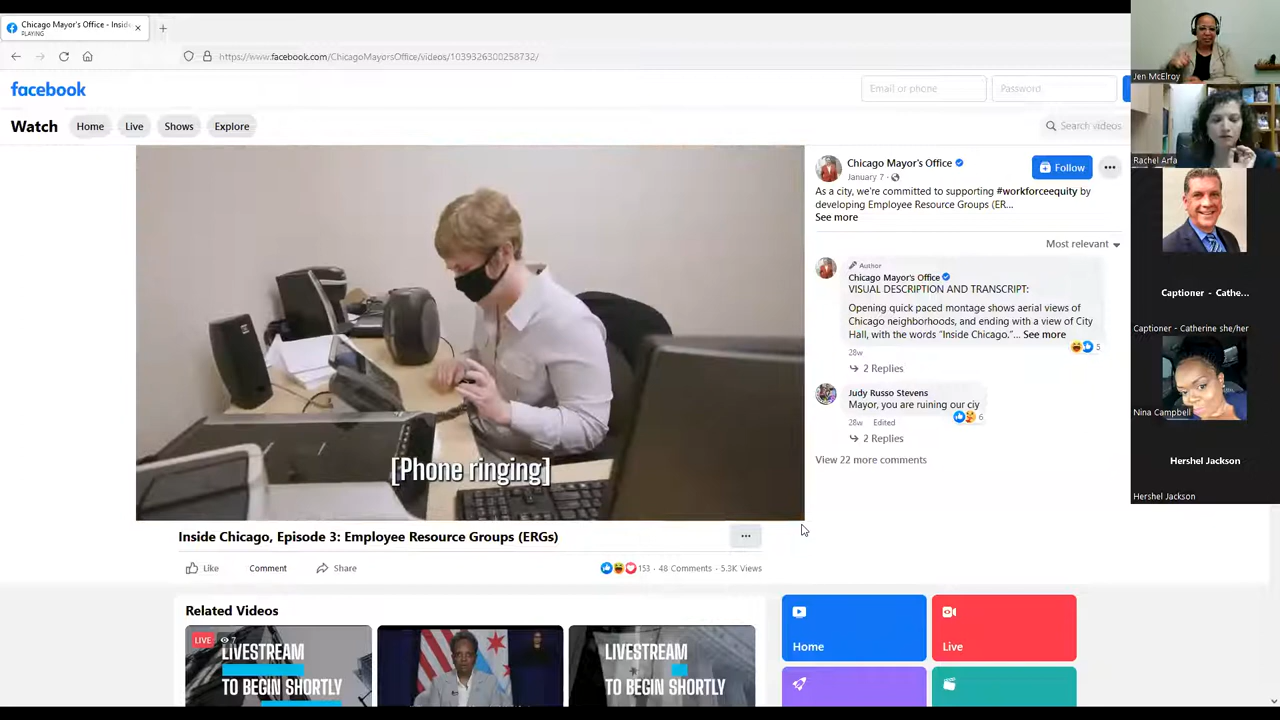 Chicago Mayor's Office - Insid
PLAYING
https://www.facebook.com/ChicagoMayorsOffice/videos/1039326300258732/
facebook
Email or phone
Password
Watch
Home
Live
Shows
Explore
Search videos
[Phone ringing]
Chicago Mayor's Office
January 7
Follow
As a city, we're committed to supporting #workforceequity by
developing Employee Resource Groups (ER...
See more
Most relevant
Author
Chicago Mayor's Office
VISUAL DESCRIPTION AND TRANSCRIPT:
Opening quick paced montage shows aerial views of
Chicago neighborhoods, and ending with a view of City
Hall, with the words "Inside Chicago."... See more
5
28w
2 Replies
Judy Russo Stevens
Mayor, you are ruining our ciy
6
28w Edited
2 Replies
View 22 more comments
Inside Chicago, Episode 3: Employee Resource Groups (ERGs)
Like
Comment
Share
153 · 48 Comments · 5.3K Views
Related Videos
LIVE 7
LIVESTREAM
TO BEGIN SHORTLY
LIVESTREAM
TO BEGIN SHORTLY
Home
Live
Jen McElroy
Rachel Arfa
Captioner - Cathe...
Captioner - Catherine she/her
Nina Campbell
Hershel Jackson
Hershel Jackson